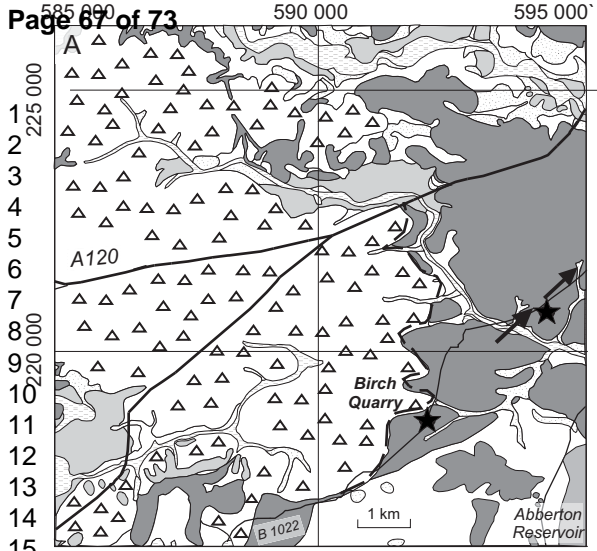 Page 67 of 73
585 000
590 000
595 000`
A
225 000
1
2
3
4
5
A120
6
7
8
220 000
9
10
Birch
Quarry
11
12
13
14
1 km
Abberton
Reservoir
B 1022
15